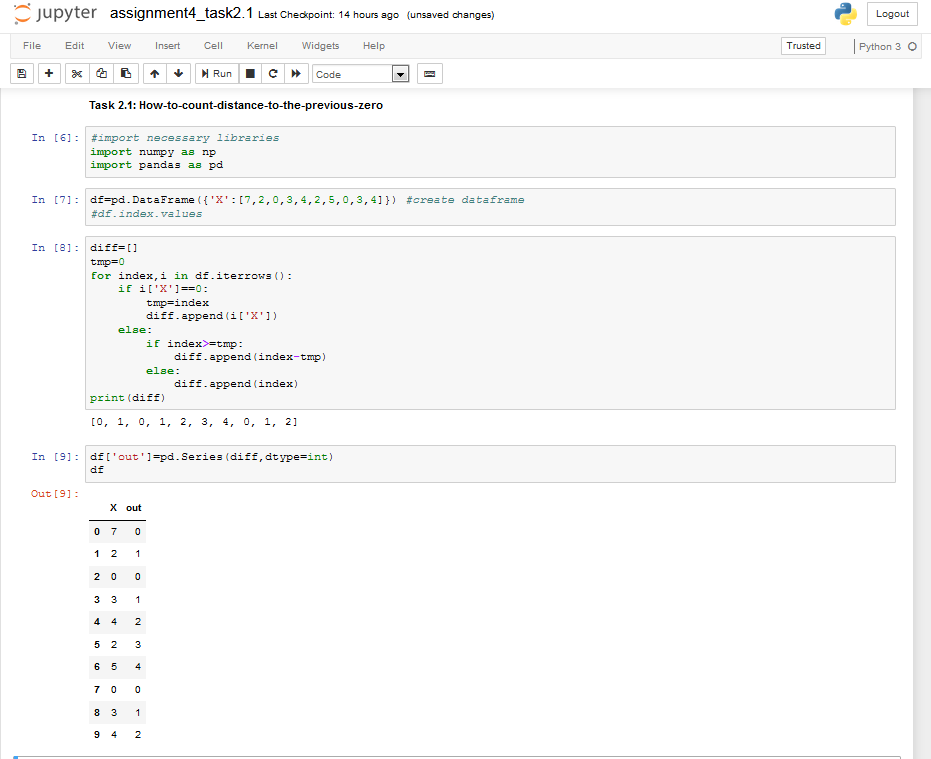 jupyter assignment4_task2.1 Last Checkpoint: 14 hours ago (unsaved changes) Logout
File Edit View Insert Cell Kernel Widgets Help Trusted Python 3
Run Code
Task 2.1: How-to-count-distance-to-the-previous-zero
In [6]: #import necessary libraries
import numpy as np
import pandas as pd
In [7]: df=pd.DataFrame({'X':[7,2,0,3,4,2,5,0,3,4]}) #create dataframe
#df.index.values
In [8]: diff=[]
tmp=0
for index,i in df.iterrows():
    if i['X']==0:
        tmp=index
        diff.append(i['X'])
    else:
        if index>=tmp:
            diff.append(index-tmp)
        else:
            diff.append(index)
print(diff)
[0, 1, 0, 1, 2, 3, 4, 0, 1, 2]
In [9]: df['out']=pd.Series(diff,dtype=int)
df
Out[9]:
X out
0 7 0
1 2 1
2 0 0
3 3 1
4 4 2
5 2 3
6 5 4
7 0 0
8 3 1
9 4 2